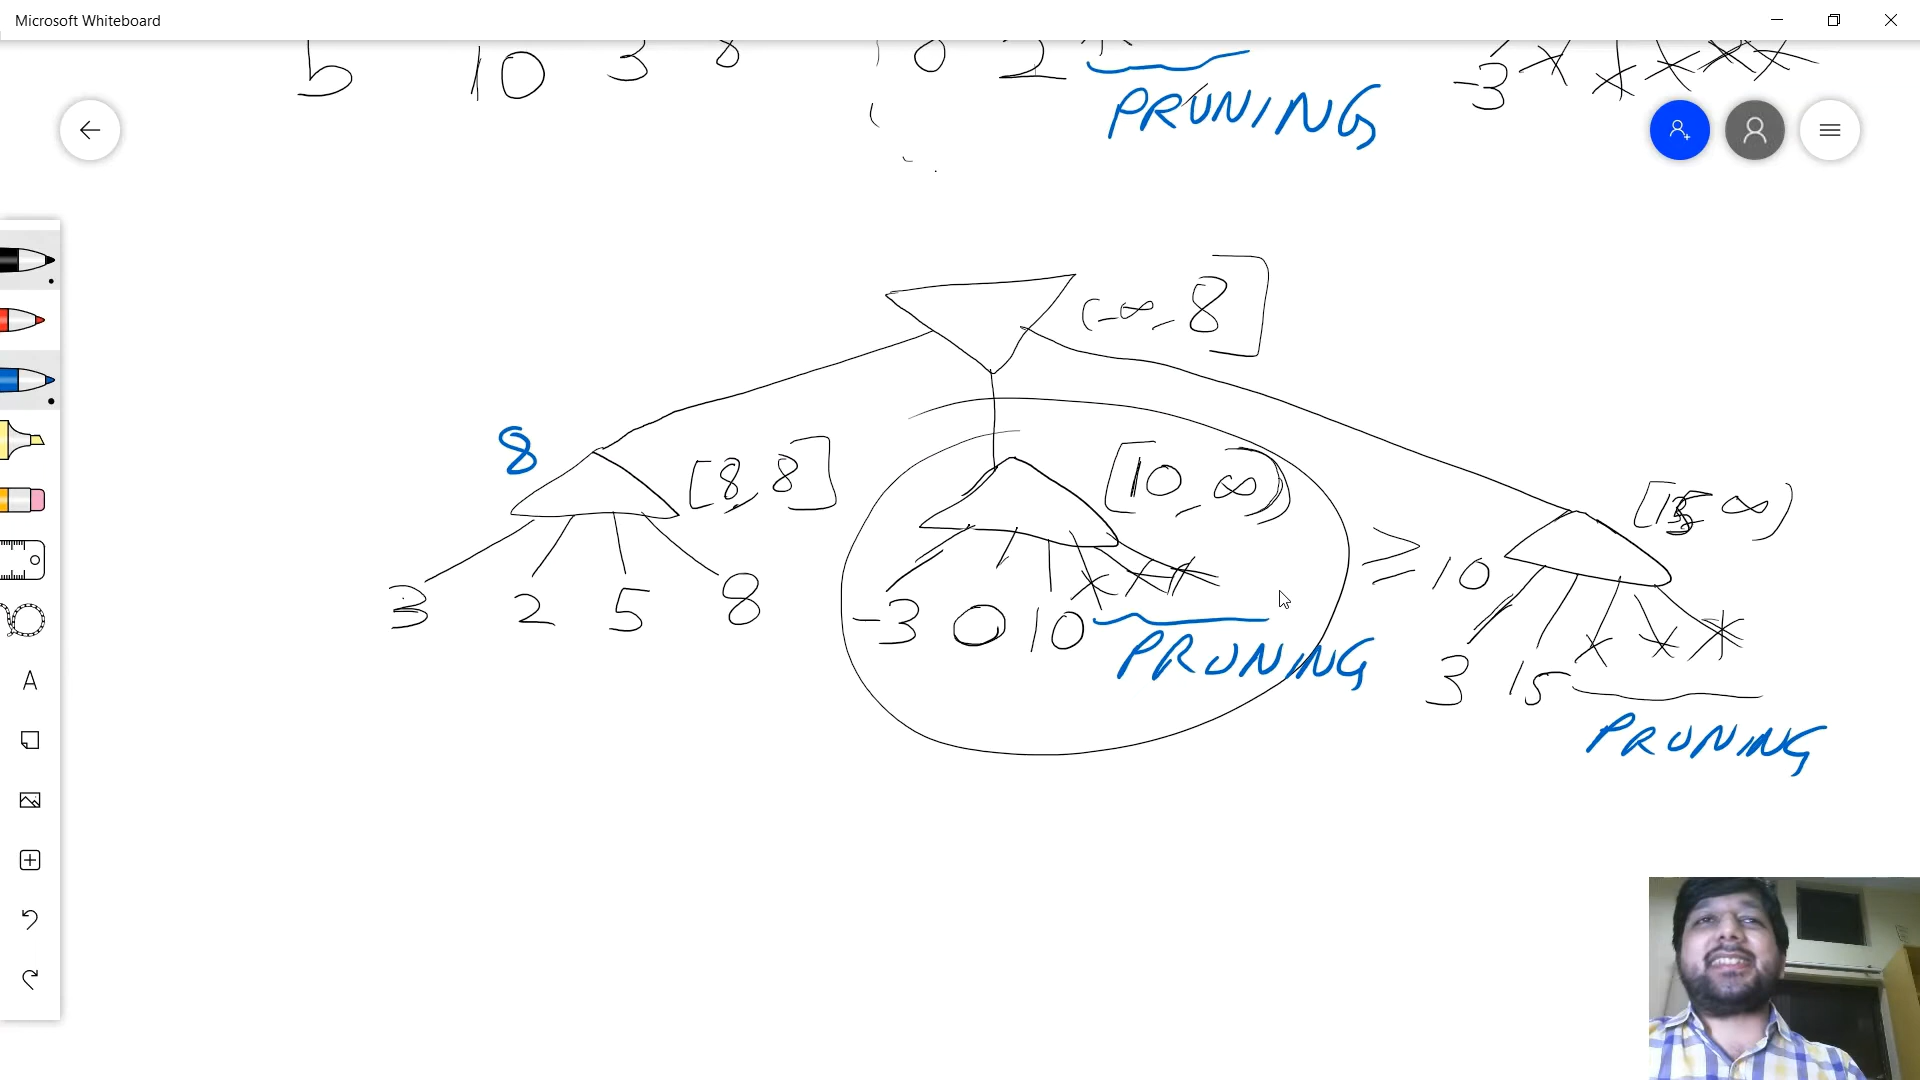 Microsoft Whiteboard
5 10 3 8 10 2
-3
PRUNING
(-∞, 8]
8
[8, 8]
[10, ∞)
[15 ∞)
≥ 10
3 2 5 8
-3 0 10
PRUNING
3 15
PRUNING
A